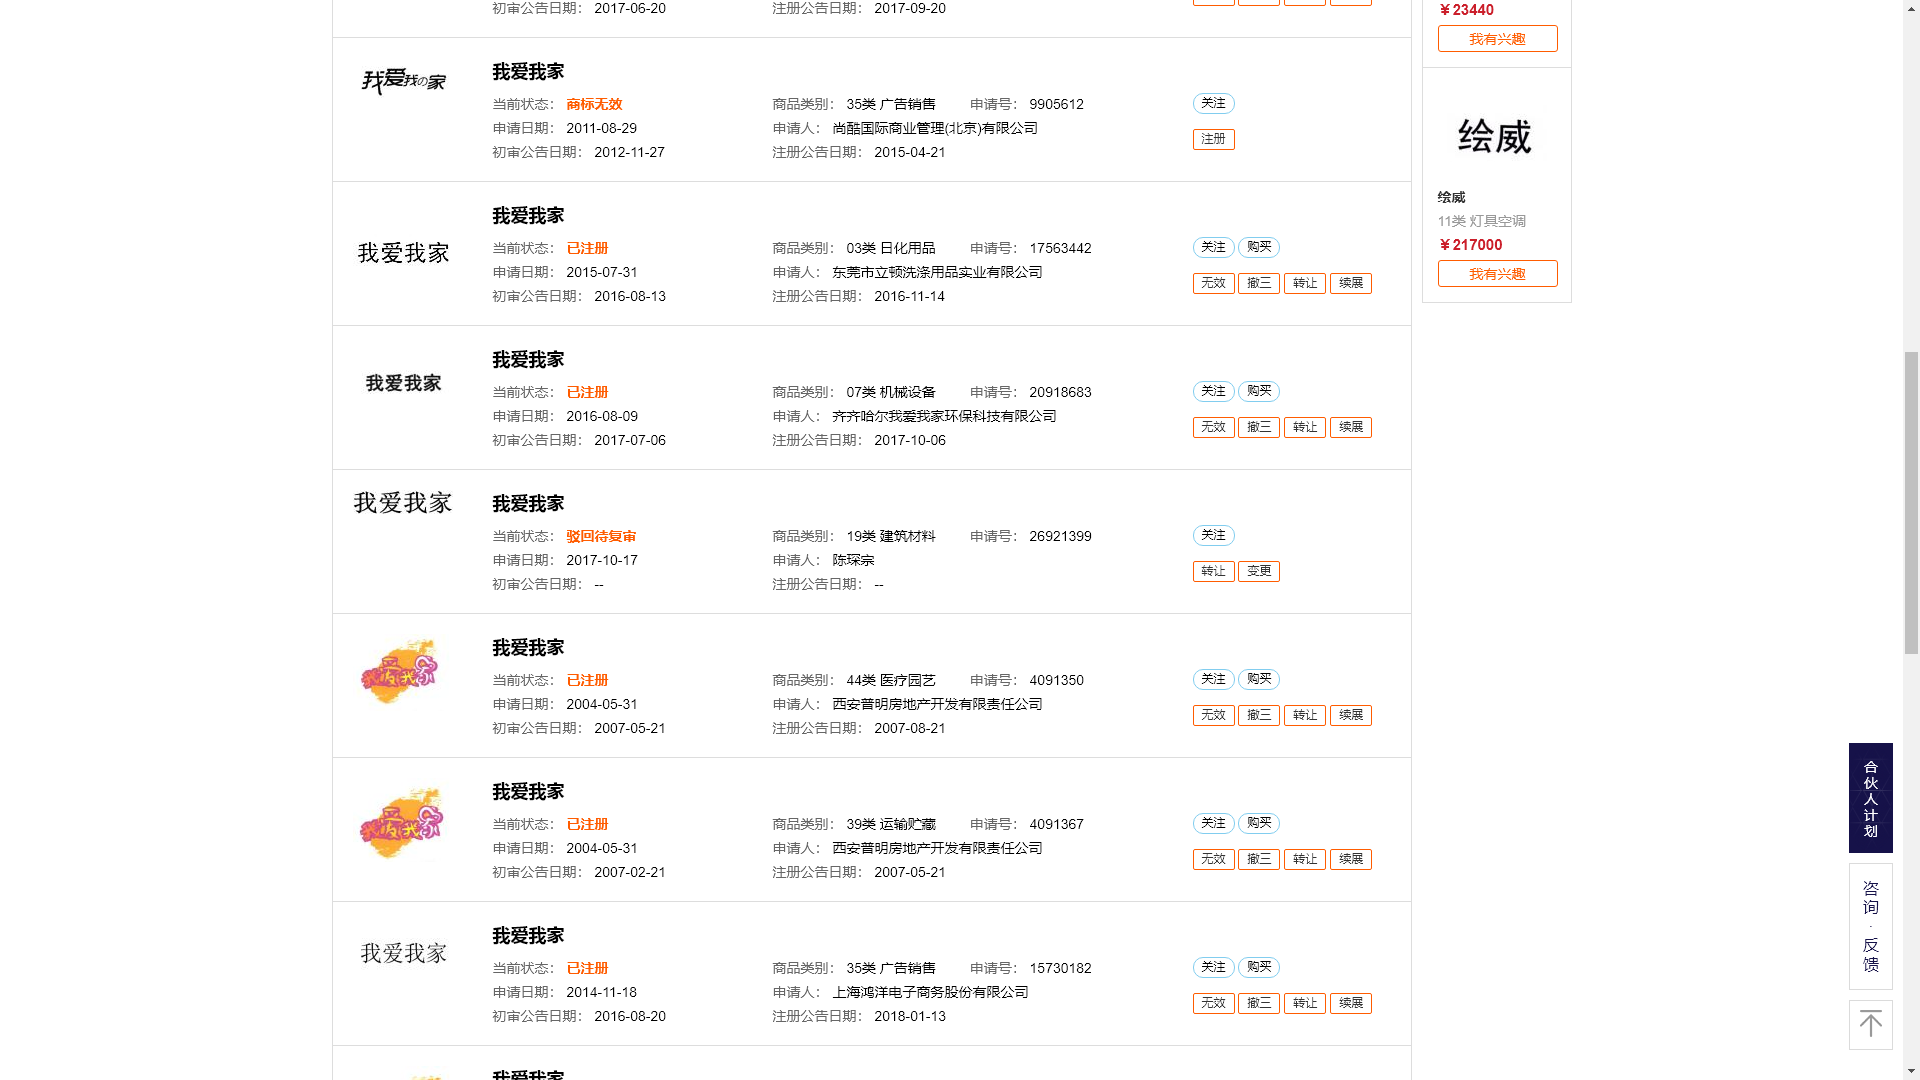 初审公告日期： 2017-06-20 注册公告日期： 2017-09-20
我爱我の家
我爱我家
当前状态： 商标无效 商品类别： 35类 广告销售 申请号： 9905612 关注
申请日期： 2011-08-29 申请人： 尚酷国际商业管理(北京)有限公司 注册
初审公告日期： 2012-11-27 注册公告日期： 2015-04-21
我爱我家
我爱我家
当前状态： 已注册 商品类别： 03类 日化用品 申请号： 17563442 关注 购买
申请日期： 2015-07-31 申请人： 东莞市立顿洗涤用品实业有限公司 无效 撤三 转让 续展
初审公告日期： 2016-08-13 注册公告日期： 2016-11-14
我爱我家
我爱我家
当前状态： 已注册 商品类别： 07类 机械设备 申请号： 20918683 关注 购买
申请日期： 2016-08-09 申请人： 齐齐哈尔我爱我家环保科技有限公司 无效 撤三 转让 续展
初审公告日期： 2017-07-06 注册公告日期： 2017-10-06
我爱我家
我爱我家
当前状态： 驳回待复审 商品类别： 19类 建筑材料 申请号： 26921399 关注
申请日期： 2017-10-17 申请人： 陈琛宗 转让 变更
初审公告日期： -- 注册公告日期： --
我爱我家
我爱我家
当前状态： 已注册 商品类别： 44类 医疗园艺 申请号： 4091350 关注 购买
申请日期： 2004-05-31 申请人： 西安普明房地产开发有限责任公司 无效 撤三 转让 续展
初审公告日期： 2007-05-21 注册公告日期： 2007-08-21
我爱我家
我爱我家
当前状态： 已注册 商品类别： 39类 运输贮藏 申请号： 4091367 关注 购买
申请日期： 2004-05-31 申请人： 西安普明房地产开发有限责任公司 无效 撤三 转让 续展
初审公告日期： 2007-02-21 注册公告日期： 2007-05-21
我爱我家
我爱我家
当前状态： 已注册 商品类别： 35类 广告销售 申请号： 15730182 关注 购买
申请日期： 2014-11-18 申请人： 上海鸿洋电子商务股份有限公司 无效 撤三 转让 续展
初审公告日期： 2016-08-20 注册公告日期： 2018-01-13
我爱我家
￥23440
我有兴趣
绘威
绘威
11类 灯具空调
￥217000
我有兴趣
合伙人计划
咨询·反馈